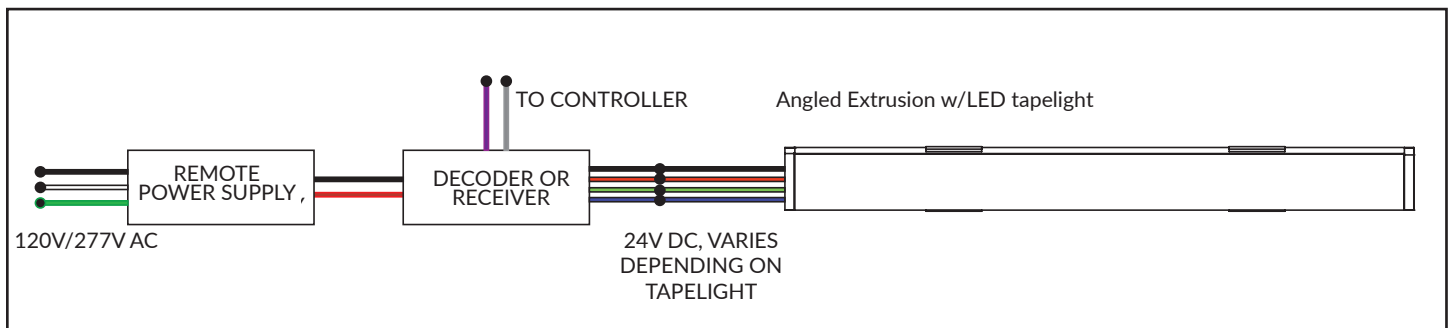 TO CONTROLLER
Angled Extrusion w/LED tapelight
REMOTE
POWER SUPPLY ,
DECODER OR
RECEIVER
120V/277V AC
24V DC, VARIES
DEPENDING ON
TAPELIGHT